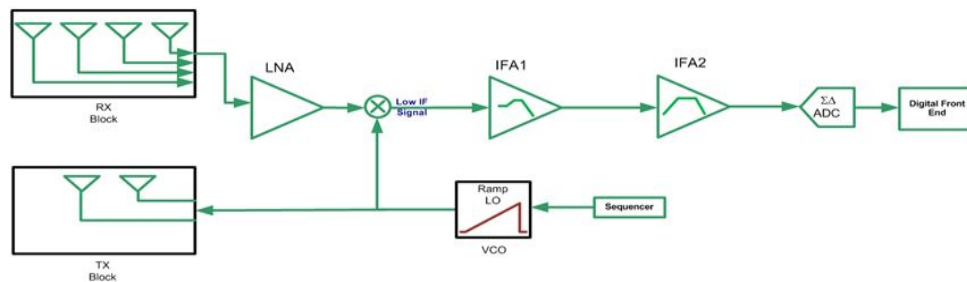 RX
Block
LNA
Low IF
Signal
IFA1
IFA2
ΣΔ
ADC
Digital Front
End
TX
Block
Ramp
LO
VCO
Sequencer